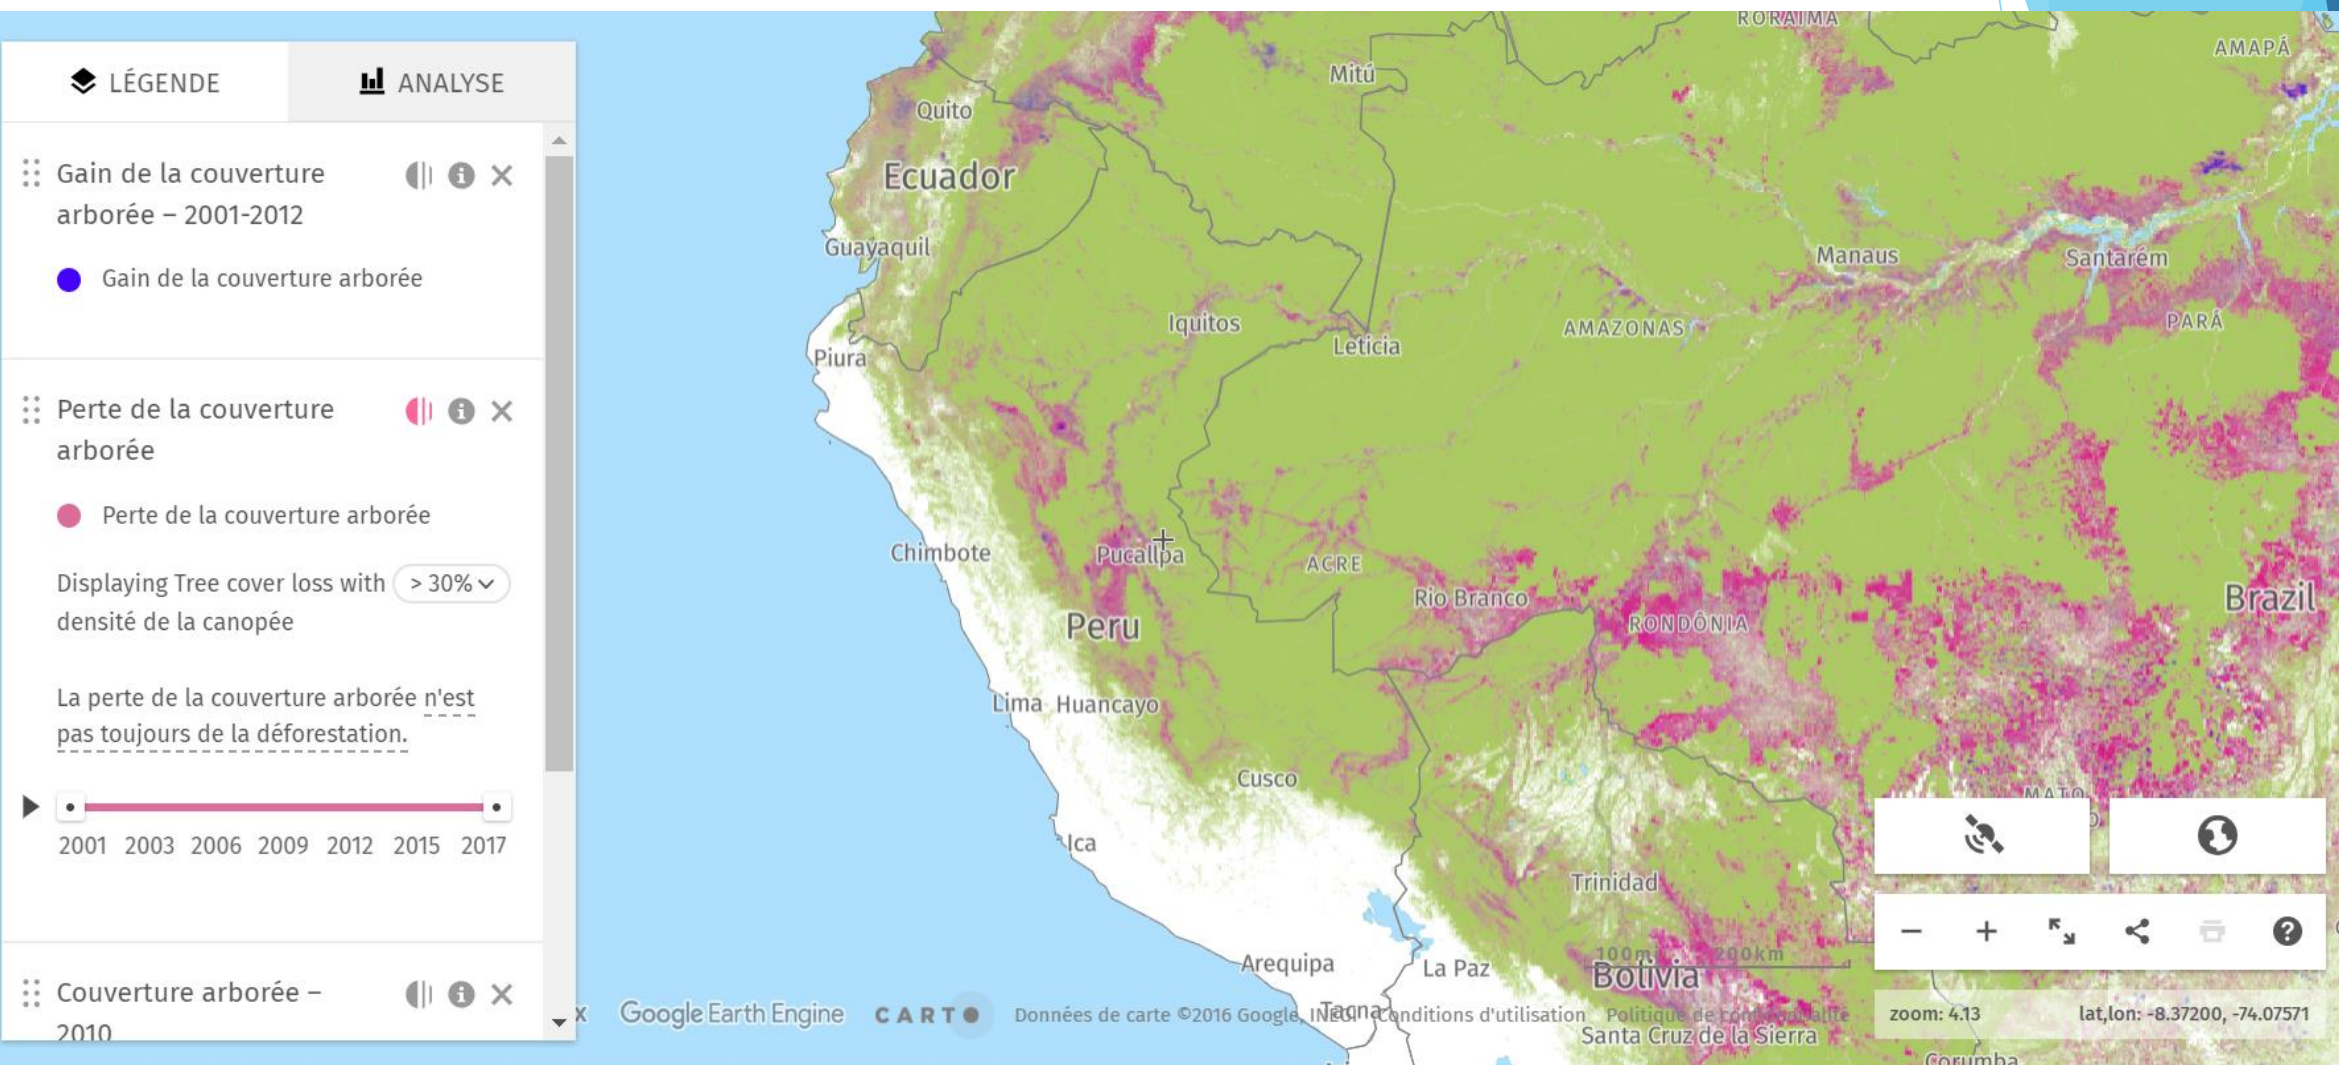 LÉGENDE
ANALYSE
Gain de la couverture
arborée – 2001-2012
Gain de la couverture arborée
Perte de la couverture
arborée
Perte de la couverture arborée
Displaying Tree cover loss with > 30%
densité de la canopée
La perte de la couverture arborée n'est
pas toujours de la déforestation.
2001 2003 2006 2009 2012 2015 2017
Couverture arborée –
2010
RORAIMA
AMAPÁ
Mitú
Quito
Ecuador
Guayaquil
Manaus
Santarém
Iquitos
Leticia
AMAZONAS
PARÁ
Piura
Chimbote
Pucallpa
ACRE
Rio Branco
RONDÔNIA
Brazil
Peru
Lima
Huancayo
Cusco
MATO
Ica
Trinidad
Arequipa
La Paz
100mi
200km
Bolivia
Tacna
Santa Cruz de la Sierra
Corumba
Google Earth Engine
CARTO
Données de carte ©2016 Google, INEGI
Conditions d'utilisation
Politique de confidentialité
zoom: 4.13
lat,lon: -8.37200, -74.07571